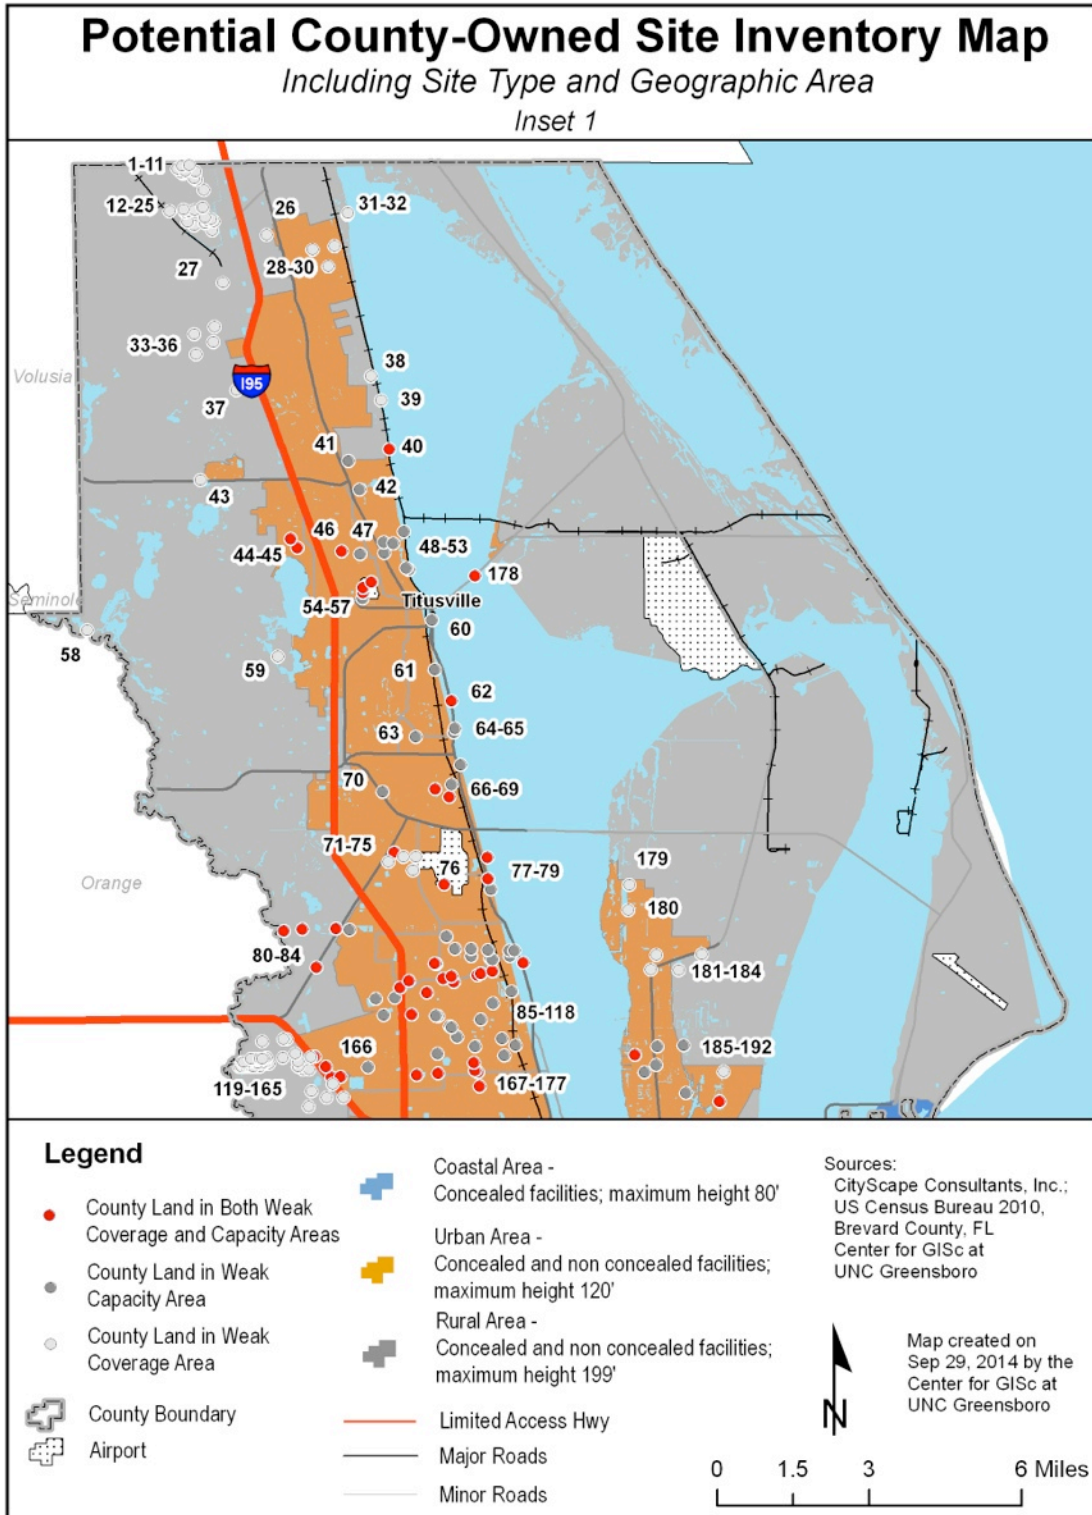 Potential County-Owned Site Inventory Map
Including Site Type and Geographic Area
Inset 1
1-11
12-25
26
31-32
27
28-30
33-36
38
Volusia
I95
37
39
41
40
43
42
46
47
44-45
48-53
178
Seminole
54-57
Titusville
58
60
59
61
62
63
64-65
70
66-69
71-75
76
77-79
179
Orange
180
80-84
181-184
85-118
166
185-192
119-165
167-177
Legend
County Land in Both Weak
Coverage and Capacity Areas
County Land in Weak
Capacity Area
County Land in Weak
Coverage Area
County Boundary
Airport
Coastal Area -
Concealed facilities; maximum height 80'
Urban Area -
Concealed and non concealed facilities;
maximum height 120'
Rural Area -
Concealed and non concealed facilities;
maximum height 199'
Limited Access Hwy
Major Roads
Minor Roads
Sources:
CityScape Consultants, Inc.;
US Census Bureau 2010,
Brevard County, FL
Center for GISc at
UNC Greensboro
N
Map created on
Sep 29, 2014 by the
Center for GISc at
UNC Greensboro
0 1.5 3 6 Miles